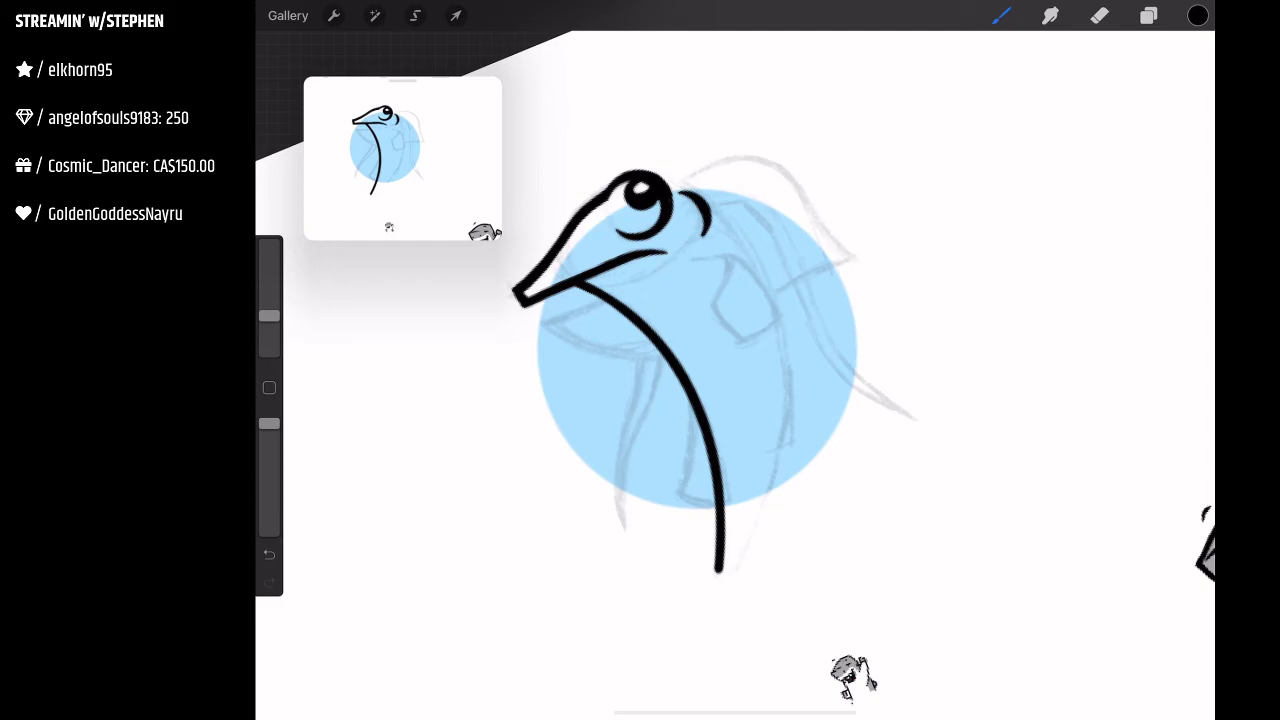 STREAMIN' w/STEPHEN
/ elkhorn95
/ angelofsouls9183: 250
/ Cosmic_Dancer: CA$150.00
/ GoldenGoddessNayru
Gallery